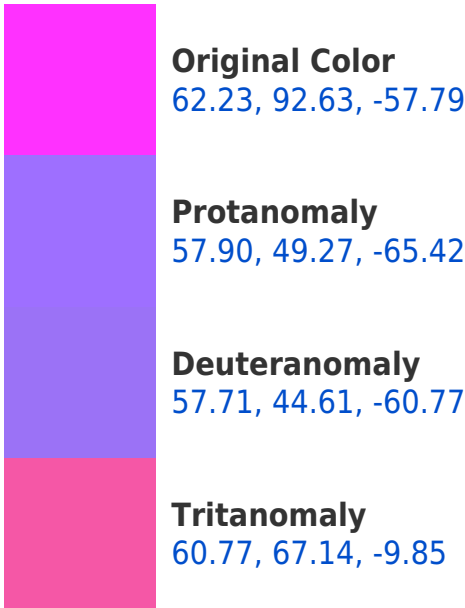 Original Color
62.23, 92.63, -57.79
Protanomaly
57.90, 49.27, -65.42
Deuteranomaly
57.71, 44.61, -60.77
Tritanomaly
60.77, 67.14, -9.85